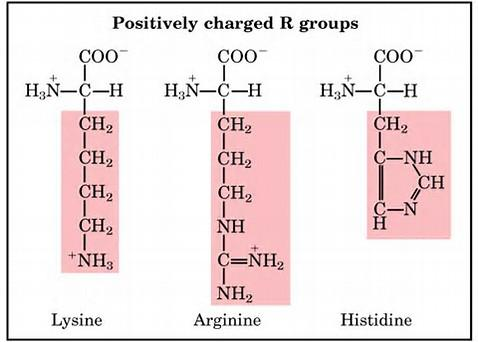 Positively charged R groups
COO⁻
H₃N⁺—C—H
CH₂
CH₂
CH₂
CH₂
⁺NH₃
Lysine
COO⁻
H₃N⁺—C—H
CH₂
CH₂
CH₂
NH
C=N⁺H₂
NH₂
Arginine
COO⁻
H₃N⁺—C—H
CH₂
C—NH
CH
C—N
H
Histidine